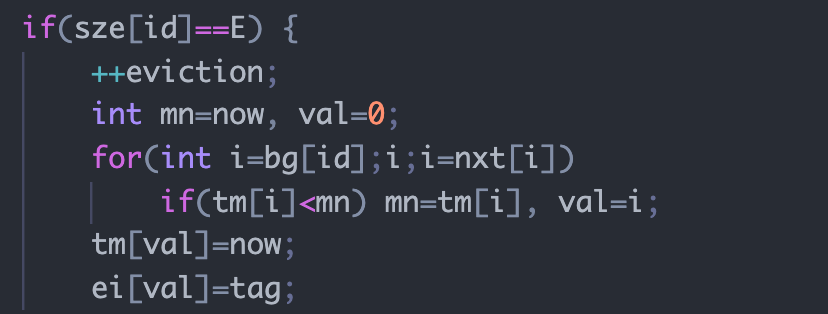 if(sze[id]==E) {
++eviction;
int mn=now, val=0;
for(int i=bg[id];i;i=nxt[i])
if(tm[i]<mn) mn=tm[i], val=i;
tm[val]=now;
ei[val]=tag;